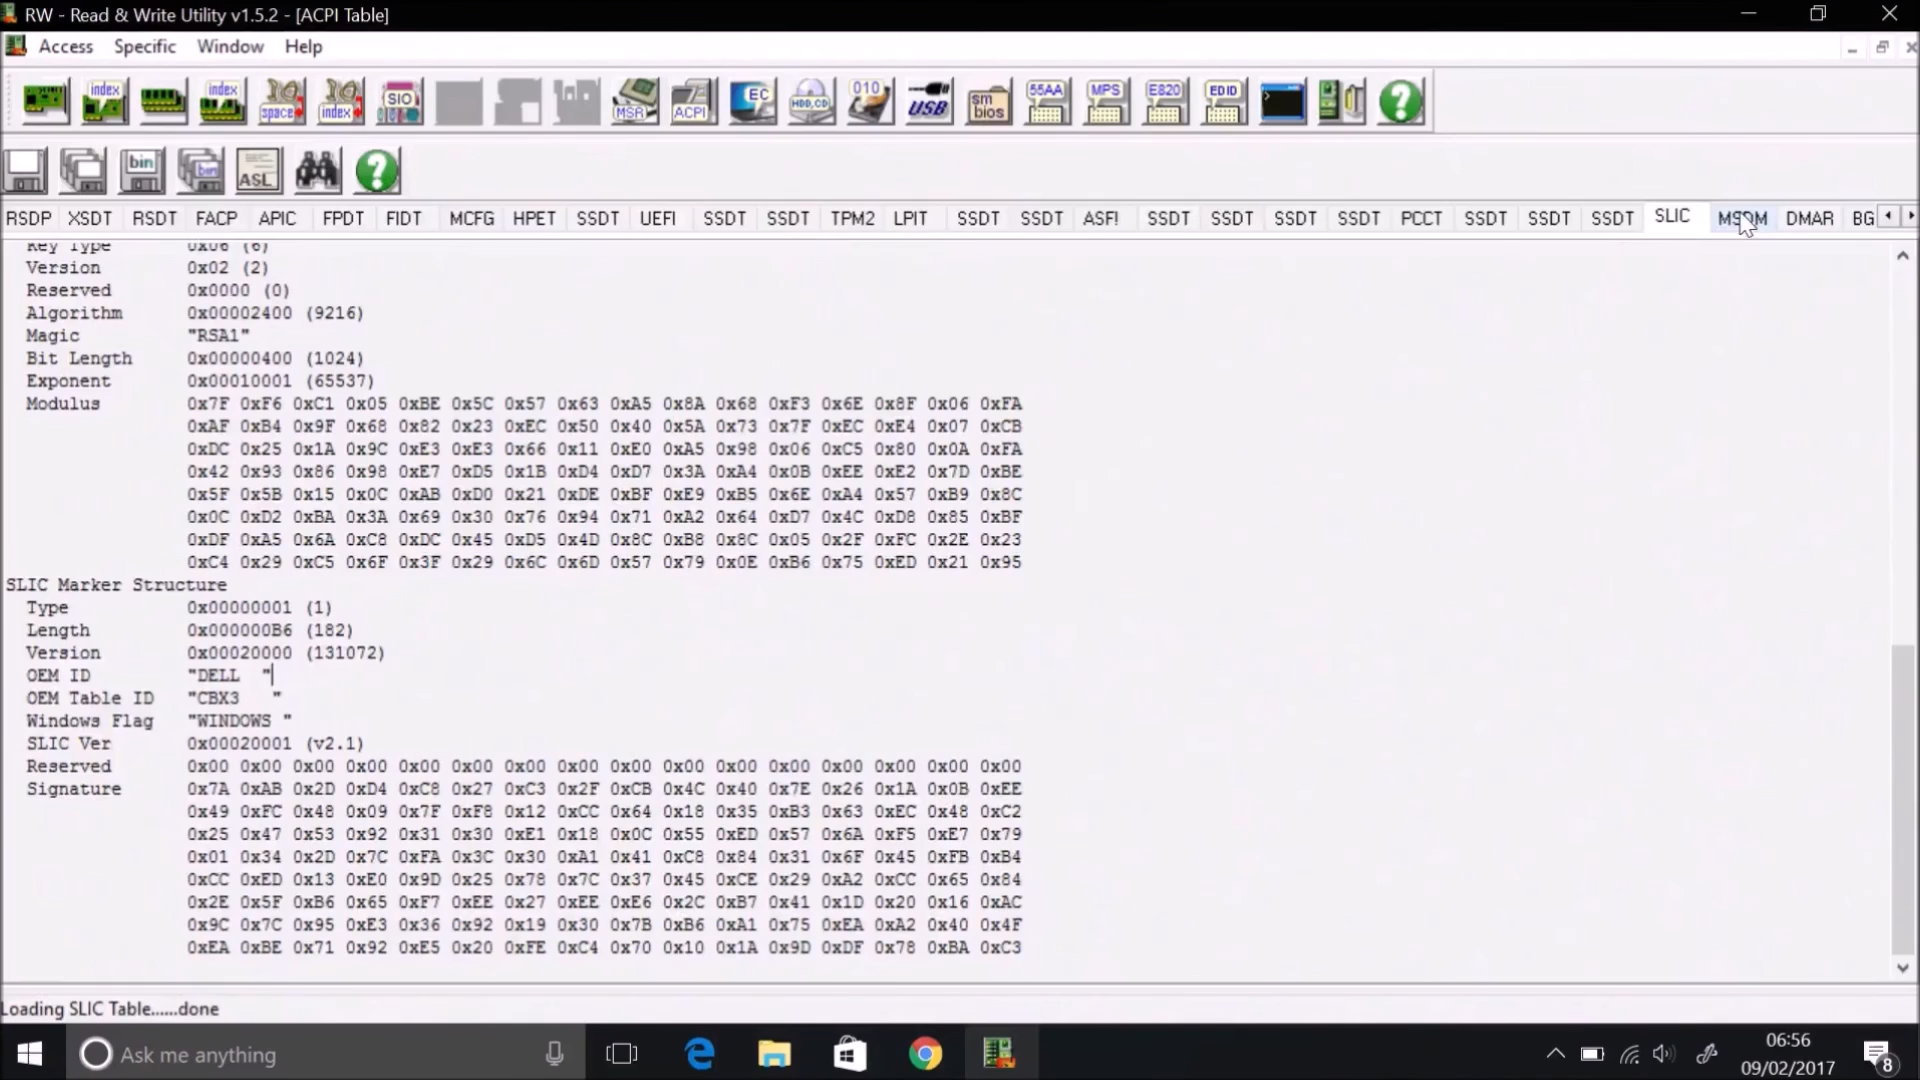 RW - Read & Write Utility v1.5.2 - [ACPI Table]
Access Specific Window Help
index index IO space IO index SIO MSR ACPI EC HDD,CD 010 USB sm bios 55AA MPS E820 EDID
bin bin ASL
RSDP XSDT RSDT FACP APIC FPDT FIDT MCFG HPET SSDT UEFI SSDT SSDT TPM2 LPIT SSDT SSDT ASF! SSDT SSDT SSDT SSDT PCCT SSDT SSDT SSDT SLIC MSDM DMAR BG
Key Type 0x06 (6)
Version 0x02 (2)
Reserved 0x0000 (0)
Algorithm 0x00002400 (9216)
Magic "RSA1"
Bit Length 0x00000400 (1024)
Exponent 0x00010001 (65537)
Modulus 0x7F 0xF6 0xC1 0x05 0xBE 0x5C 0x57 0x63 0xA5 0x8A 0x68 0xF3 0x6E 0x8F 0x06 0xFA
0xAF 0xB4 0x9F 0x68 0x82 0x23 0xEC 0x50 0x40 0x5A 0x73 0x7F 0xEC 0xE4 0x07 0xCB
0xDC 0x25 0x1A 0x9C 0xE3 0xE3 0x66 0x11 0xE0 0xA5 0x98 0x06 0xC5 0x80 0x0A 0xFA
0x42 0x93 0x86 0x98 0xE7 0xD5 0x1B 0xD4 0xD7 0x3A 0xA4 0x0B 0xEE 0xE2 0x7D 0xBE
0x5F 0x5B 0x15 0x0C 0xAB 0xD0 0x21 0xDE 0xBF 0xE9 0xB5 0x6E 0xA4 0x57 0xB9 0x8C
0x0C 0xD2 0xBA 0x3A 0x69 0x30 0x76 0x94 0x71 0xA2 0x64 0xD7 0x4C 0xD8 0x85 0xBF
0xDF 0xA5 0x6A 0xC8 0xDC 0x45 0xD5 0x4D 0x8C 0xB8 0x8C 0x05 0x2F 0xFC 0x2E 0x23
0xC4 0x29 0xC5 0x6F 0x3F 0x29 0x6C 0x6D 0x57 0x79 0x0E 0xB6 0x75 0xED 0x21 0x95
SLIC Marker Structure
Type 0x00000001 (1)
Length 0x000000B6 (182)
Version 0x00020000 (131072)
OEM ID "DELL  "
OEM Table ID "CBX3   "
Windows Flag "WINDOWS "
SLIC Ver 0x00020001 (v2.1)
Reserved 0x00 0x00 0x00 0x00 0x00 0x00 0x00 0x00 0x00 0x00 0x00 0x00 0x00 0x00 0x00 0x00
Signature 0x7A 0xAB 0x2D 0xD4 0xC8 0x27 0xC3 0x2F 0xCB 0x4C 0x40 0x7E 0x26 0x1A 0x0B 0xEE
0x49 0xFC 0x48 0x09 0x7F 0xF8 0x12 0xCC 0x64 0x18 0x35 0xB3 0x63 0xEC 0x48 0xC2
0x25 0x47 0x53 0x92 0x31 0x30 0xE1 0x18 0x0C 0x55 0xED 0x57 0x6A 0xF5 0xE7 0x79
0x01 0x34 0x2D 0x7C 0xFA 0x3C 0x30 0xA1 0x41 0xC8 0x84 0x31 0x6F 0x45 0xFB 0xB4
0xCC 0xED 0x13 0xE0 0x9D 0x25 0x78 0x7C 0x37 0x45 0xCE 0x29 0xA2 0xCC 0x65 0x84
0x2E 0x5F 0xB6 0x65 0xF7 0xEE 0x27 0xEE 0xE6 0x2C 0xB7 0x41 0x1D 0x20 0x16 0xAC
0x9C 0x7C 0x95 0xE3 0x36 0x92 0x19 0x30 0x7B 0xB6 0xA1 0x75 0xEA 0xA2 0x40 0x4F
0xEA 0xBE 0x71 0x92 0xE5 0x20 0xFE 0xC4 0x70 0x10 0x1A 0x9D 0xDF 0x78 0xBA 0xC3
Loading SLIC Table......done
Ask me anything
06:56
09/02/2017
8